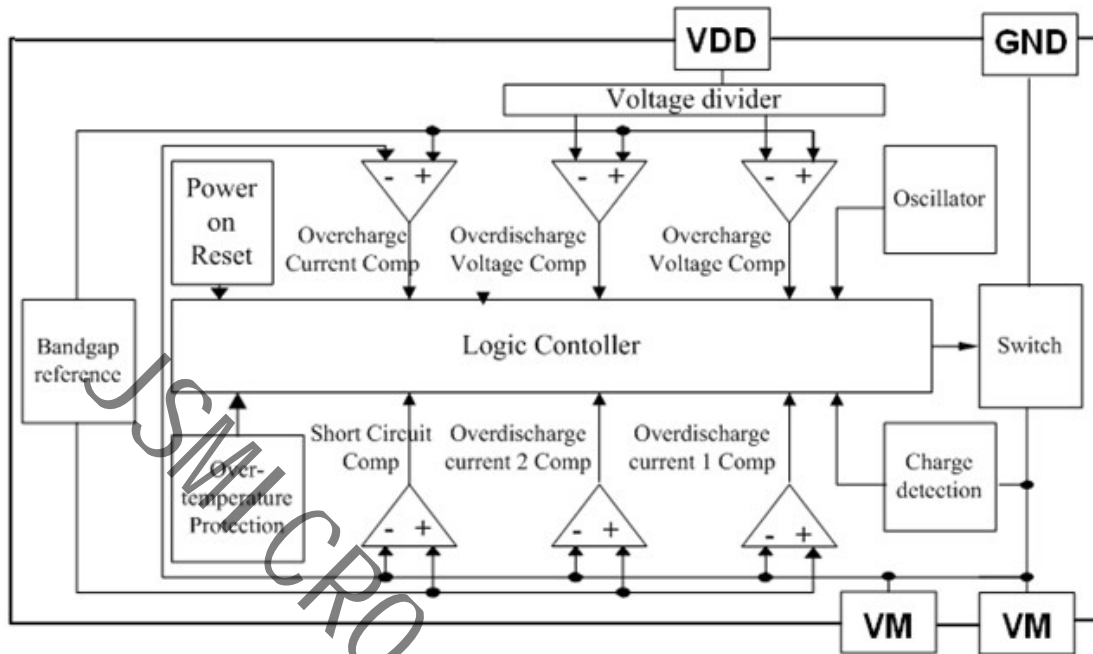 VDD
GND
Voltage divider
- +
- +
- +
Power
on
Reset
Oscillator
Overcharge
Current Comp
Overdischarge
Voltage Comp
Overcharge
Voltage Comp
Bandgap
reference
Logic Contoller
Switch
Over-
temperature
Protection
Short Circuit
Comp
Overdischarge
current 2 Comp
Overdischarge
current 1 Comp
Charge
detection
- +
- +
- +
VM
VM
JSMICRO